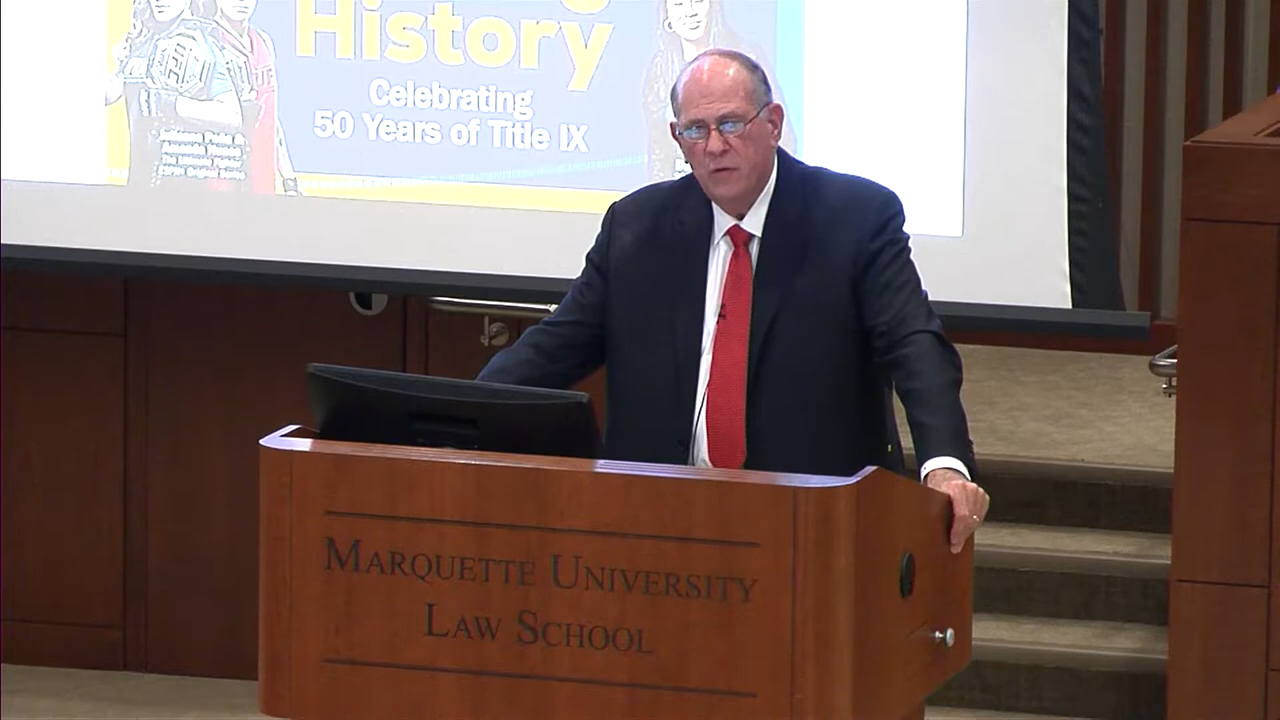 History
Celebrating
50 Years of Title IX
MARQUETTE UNIVERSITY
LAW SCHOOL